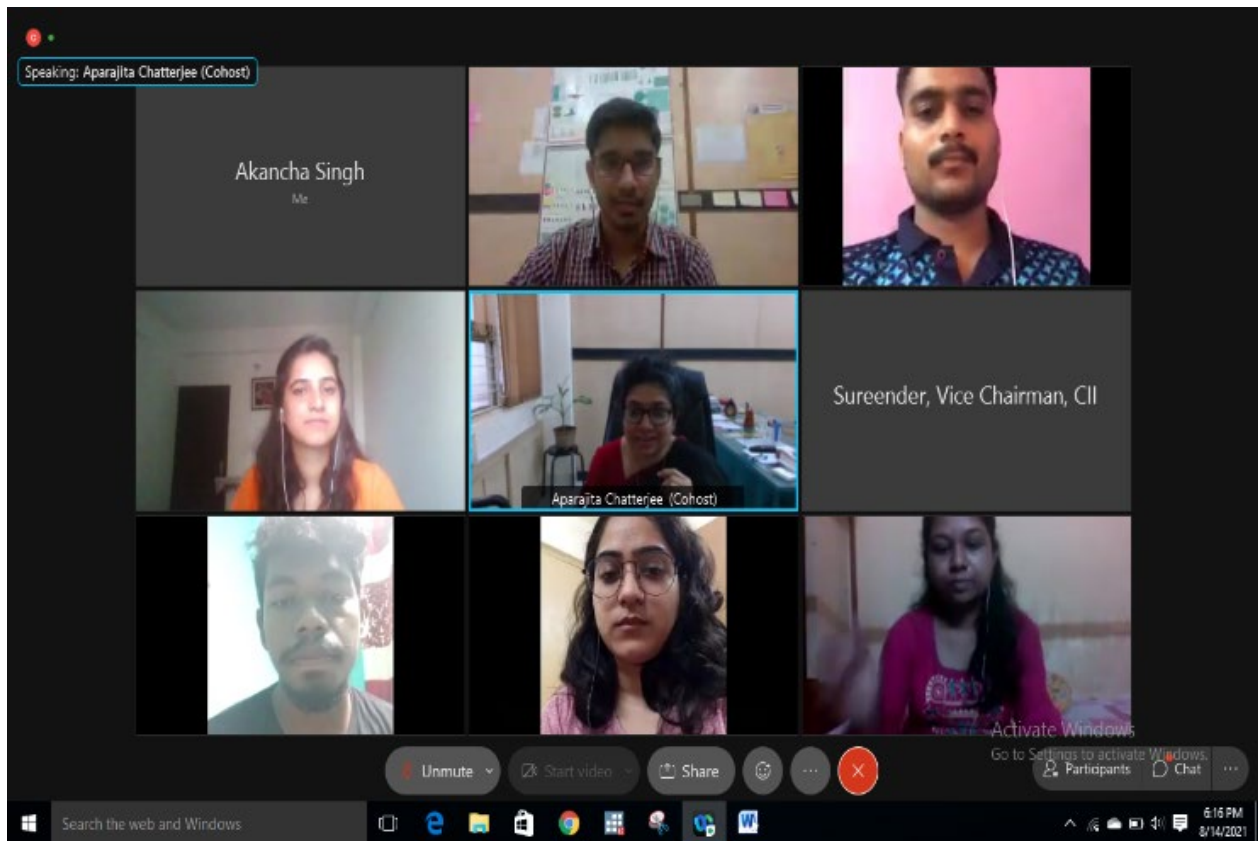 Speaking: Aparajita Chatterjee (Cohost)
Akancha Singh
Me
Aparajita Chatterjee (Cohost)
Sureender, Vice Chairman, CII
Activate Windows
Go to Settings to activate Windows.
Unmute
Start video
Share
Participants
Chat
Search the web and Windows
6:16 PM
8/14/2021